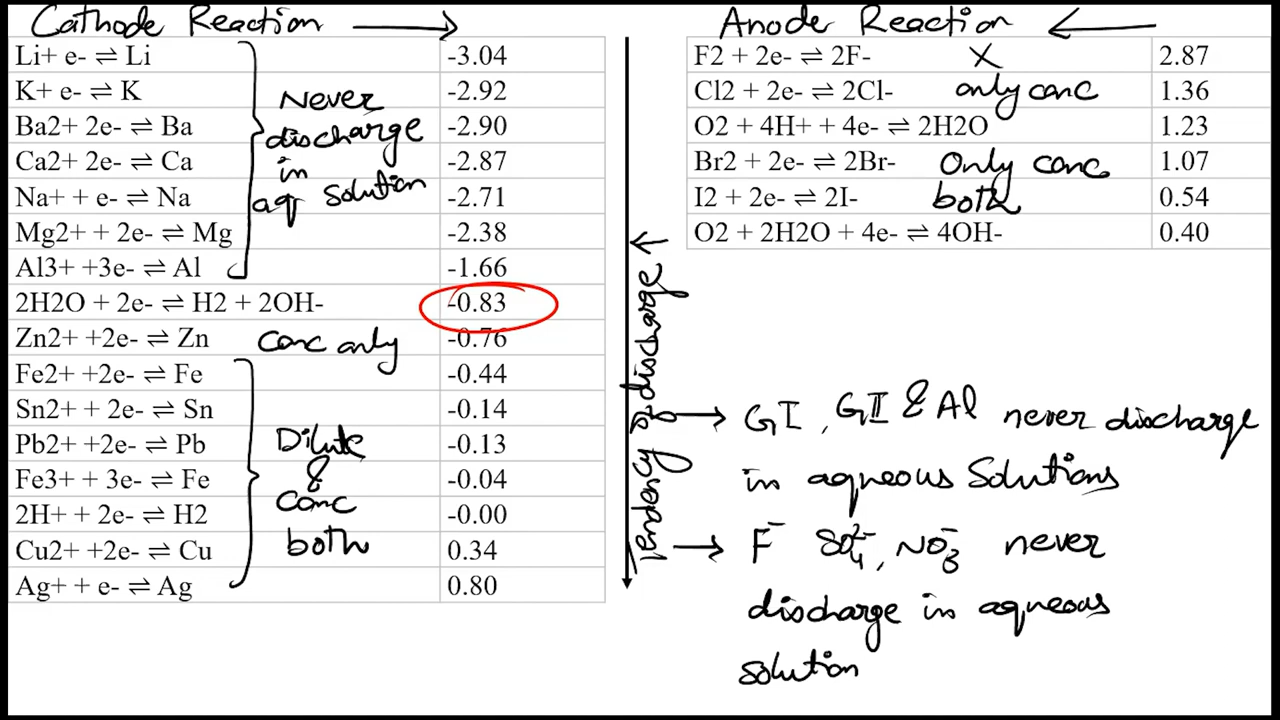 Cathode Reaction →
Li+ e- ⇌ Li -3.04
K+ e- ⇌ K -2.92
Ba2+ 2e- ⇌ Ba -2.90
Ca2+ 2e- ⇌ Ca -2.87
Na+ + e- ⇌ Na -2.71
Mg2+ + 2e- ⇌ Mg -2.38
Al3+ +3e- ⇌ Al -1.66
Never
discharge
in
aq solution
2H2O + 2e- ⇌ H2 + 2OH- -0.83
Zn2+ +2e- ⇌ Zn conc only -0.76
Fe2+ +2e- ⇌ Fe -0.44
Sn2+ + 2e- ⇌ Sn -0.14
Pb2+ +2e- ⇌ Pb -0.13
Fe3+ + 3e- ⇌ Fe -0.04
2H+ + 2e- ⇌ H2 -0.00
Cu2+ +2e- ⇌ Cu 0.34
Ag+ + e- ⇌ Ag 0.80
Dilute
&
conc
both
Tendency of discharge
Anode Reaction ←
F2 + 2e- ⇌ 2F- X 2.87
Cl2 + 2e- ⇌ 2Cl- only conc 1.36
O2 + 4H+ + 4e- ⇌ 2H2O 1.23
Br2 + 2e- ⇌ 2Br- Only conc 1.07
I2 + 2e- ⇌ 2I- both 0.54
O2 + 2H2O + 4e- ⇌ 4OH- 0.40
→ GI, GII & Al never discharge
in aqueous Solutions
→ F⁻ SO₄²⁻, NO₃⁻ never
discharge in aqueous
solution